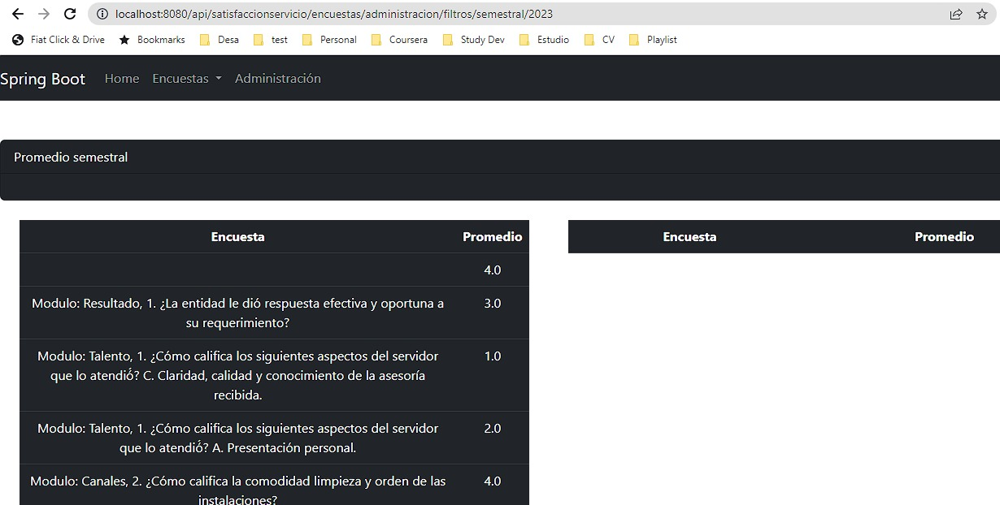 localhost:8080/api/satisfaccionservicio/encuestas/administracion/filtros/semestral/2023
Fiat Click & Drive Bookmarks Desa test Personal Coursera Study Dev Estudio CV Playlist
Spring Boot Home Encuestas Administración
Promedio semestral
Encuesta Promedio
4.0
Modulo: Resultado, 1. ¿La entidad le dió respuesta efectiva y oportuna a 3.0
su requerimiento?
Modulo: Talento, 1. ¿Cómo califica los siguientes aspectos del servidor 1.0
que lo atendió́? C. Claridad, calidad y conocimiento de la asesoría
recibida.
Modulo: Talento, 1. ¿Cómo califica los siguientes aspectos del servidor 2.0
que lo atendió́? A. Presentación personal.
Modulo: Canales, 2. ¿Cómo califica la comodidad limpieza y orden de las 4.0
instalaciones?
Encuesta Promedio